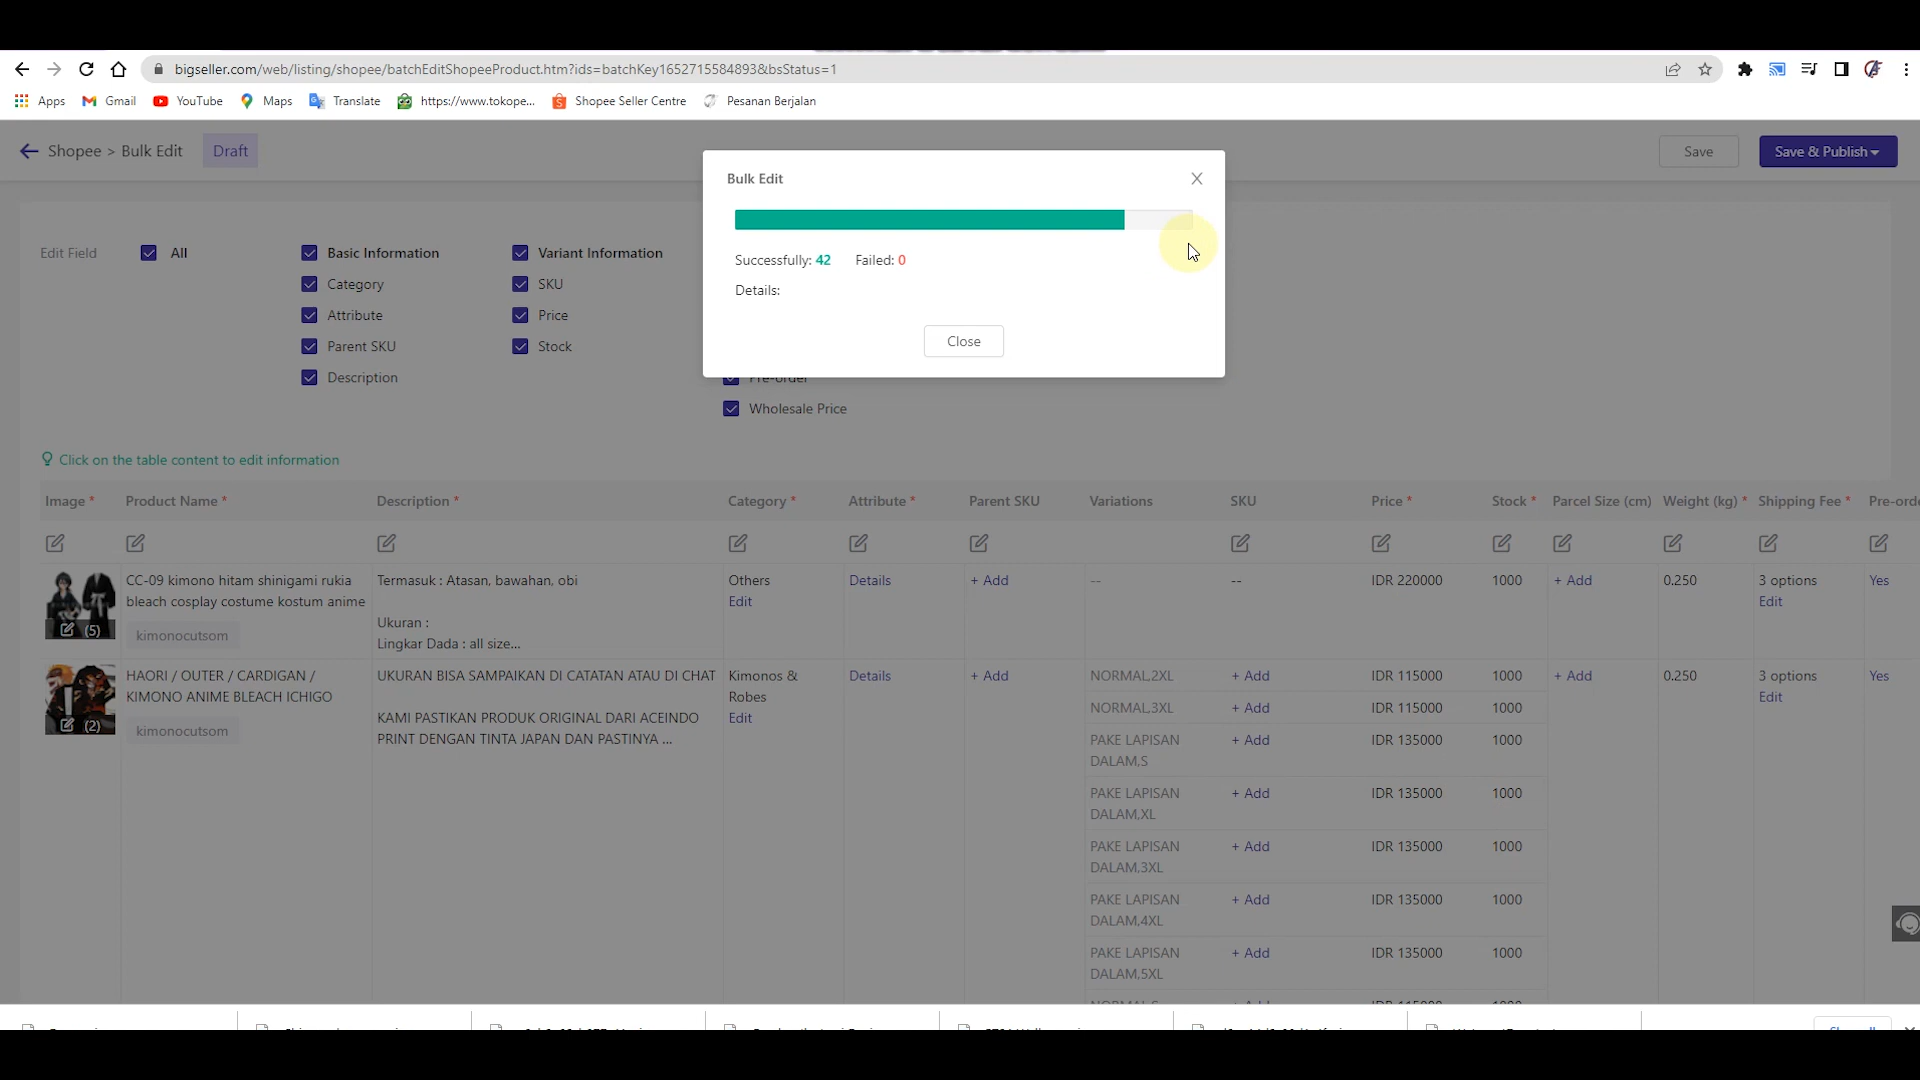 bigseller.com/web/listing/shopee/batchEditShopeeProduct.htm?ids=batchKey1652715584893&bsStatus=1
Apps Gmail YouTube Maps Translate https://www.tokope... Shopee Seller Centre Pesanan Berjalan
Shopee > Bulk Edit Draft Save Save & Publish
Bulk Edit
Successfully: 42 Failed: 0
Details:
Close
Edit Field All Basic Information Variant Information
Category SKU
Attribute Price
Parent SKU Stock
Description Pre-order
Wholesale Price
Click on the table content to edit information
Image * Product Name * Description * Category * Attribute * Parent SKU Variations SKU Price * Stock * Parcel Size (cm) Weight (kg) * Shipping Fee * Pre-orde
CC-09 kimono hitam shinigami rukia Termasuk : Atasan, bawahan, obi Others Details + Add -- -- IDR 220000 1000 + Add 0.250 3 options Yes
bleach cosplay costume kostum anime Edit Edit
(5) Ukuran :
kimonocutsom Lingkar Dada : all size...
HAORI / OUTER / CARDIGAN / UKURAN BISA SAMPAIKAN DI CATATAN ATAU DI CHAT Kimonos & Details + Add NORMAL,2XL + Add IDR 115000 1000 + Add 0.250 3 options Yes
KIMONO ANIME BLEACH ICHIGO Robes Edit
NORMAL,3XL + Add IDR 115000 1000
(2) KAMI PASTIKAN PRODUK ORIGINAL DARI ACEINDO Edit
kimonocutsom PRINT DENGAN TINTA JAPAN DAN PASTINYA ...
PAKE LAPISAN + Add IDR 135000 1000
DALAM,S
PAKE LAPISAN + Add IDR 135000 1000
DALAM,XL
PAKE LAPISAN + Add IDR 135000 1000
DALAM,3XL
PAKE LAPISAN + Add IDR 135000 1000
DALAM,4XL
PAKE LAPISAN + Add IDR 135000 1000
DALAM,5XL